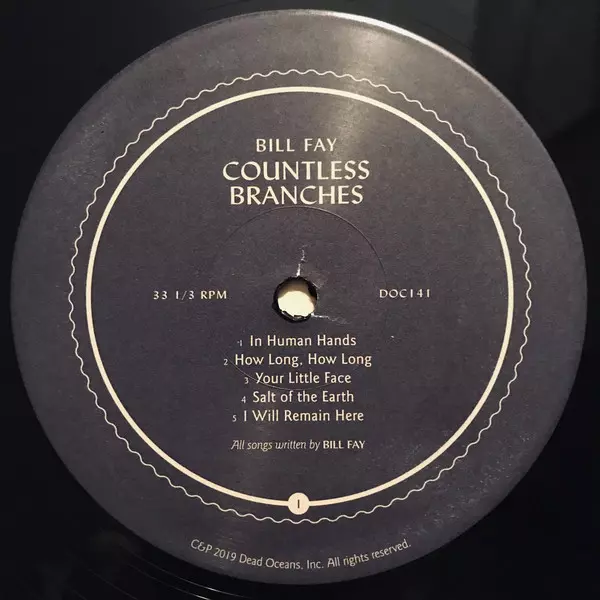 BILL FAY
COUNTLESS
BRANCHES
33 1/3 RPM
DOC141
1 In Human Hands
2 How Long, How Long
3 Your Little Face
4 Salt of the Earth
5 I Will Remain Here
All songs written by BILL FAY
1
C&P 2019 Dead Oceans, Inc. All rights reserved.